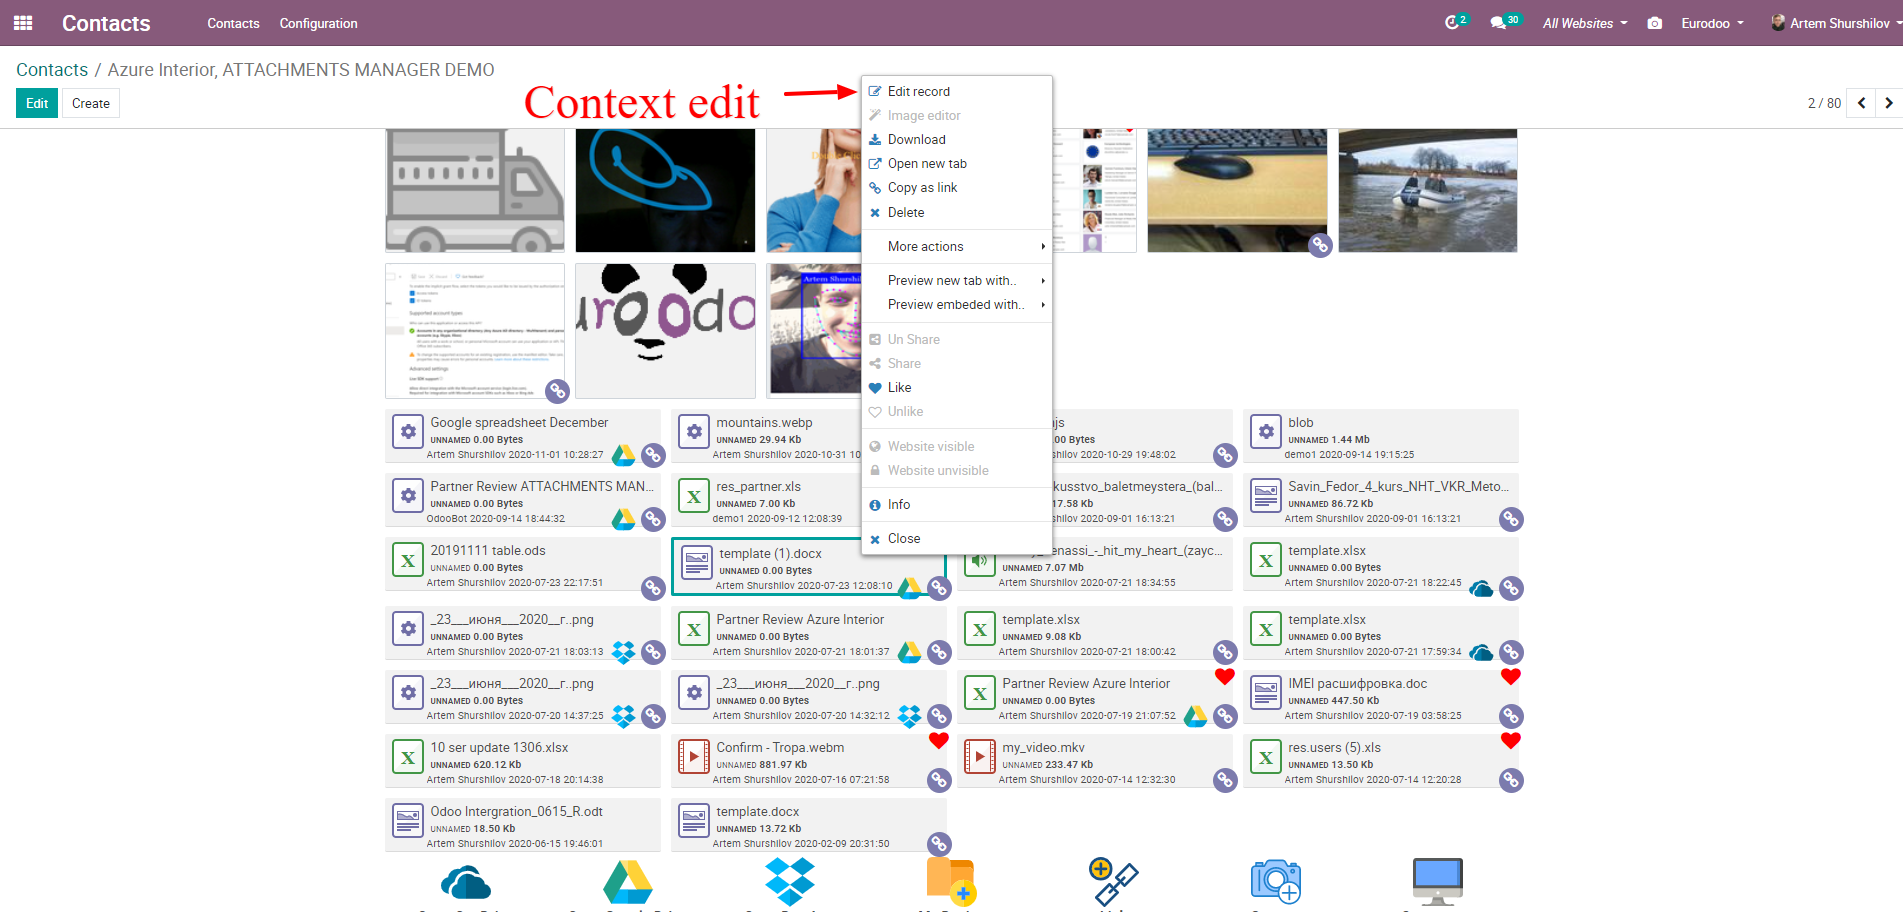 Contacts
Contacts
Configuration
2
30
All Websites
Eurodoo
Artem Shurshilov
Contacts / Azure Interior, ATTACHMENTS MANAGER DEMO
Edit
Create
Context edit
2 / 80
Edit record
Image editor
Download
Open new tab
Copy as link
Delete
More actions
Preview new tab with..
Preview embeded with..
Un Share
Share
Like
Unlike
Website visible
Website unvisible
Info
Close
Supported account types
Advanced settings
urOodo
Artem Shurshilov
Google spreadsheet December
UNNAMED 0.00 Bytes
Artem Shurshilov 2020-11-01 10:28:27
mountains.webp
UNNAMED 29.94 Kb
Artem Shurshilov 2020-10-31 10
js
.00 Bytes
2020-10-29 19:48:02
blob
UNNAMED 1.44 Mb
demo1 2020-09-14 19:15:25
Partner Review ATTACHMENTS MAN...
UNNAMED 0.00 Bytes
OdooBot 2020-09-14 18:44:32
res_partner.xls
UNNAMED 7.00 Kb
demo1 2020-09-12 12:08:39
kusstvo_baletmeystera_(bal...
17.58 Kb
2020-09-01 16:13:21
Savin_Fedor_4_kurs_NHT_VKR_Meto...
UNNAMED 86.72 Kb
Artem Shurshilov 2020-09-01 16:13:21
20191111 table.ods
UNNAMED 0.00 Bytes
Artem Shurshilov 2020-07-23 22:17:51
template (1).docx
UNNAMED 0.00 Bytes
Artem Shurshilov 2020-07-23 12:08:10
enassi_-_hit_my_heart_(zayc...
UNNAMED 7.07 Mb
Artem Shurshilov 2020-07-21 18:34:55
template.xlsx
UNNAMED 0.00 Bytes
Artem Shurshilov 2020-07-21 18:22:45
_23___июня___2020__г..png
UNNAMED 0.00 Bytes
Artem Shurshilov 2020-07-21 18:03:13
Partner Review Azure Interior
UNNAMED 0.00 Bytes
Artem Shurshilov 2020-07-21 18:01:37
template.xlsx
UNNAMED 9.08 Kb
Artem Shurshilov 2020-07-21 18:00:42
template.xlsx
UNNAMED 0.00 Bytes
Artem Shurshilov 2020-07-21 17:59:34
_23___июня___2020__г..png
UNNAMED 0.00 Bytes
Artem Shurshilov 2020-07-20 14:37:25
_23___июня___2020__г..png
UNNAMED 0.00 Bytes
Artem Shurshilov 2020-07-20 14:32:12
Partner Review Azure Interior
UNNAMED 0.00 Bytes
Artem Shurshilov 2020-07-19 21:07:52
IMEI расшифровка.doc
UNNAMED 447.50 Kb
Artem Shurshilov 2020-07-19 03:58:25
10 ser update 1306.xlsx
UNNAMED 620.12 Kb
Artem Shurshilov 2020-07-18 20:14:38
Confirm - Tropa.webm
UNNAMED 881.97 Kb
Artem Shurshilov 2020-07-16 07:21:58
my_video.mkv
UNNAMED 233.47 Kb
Artem Shurshilov 2020-07-14 12:32:30
res.users (5).xls
UNNAMED 13.50 Kb
Artem Shurshilov 2020-07-14 12:20:28
Odoo Intergration_0615_R.odt
UNNAMED 18.50 Kb
Artem Shurshilov 2020-06-15 19:46:01
template.docx
UNNAMED 13.72 Kb
Artem Shurshilov 2020-02-09 20:31:50